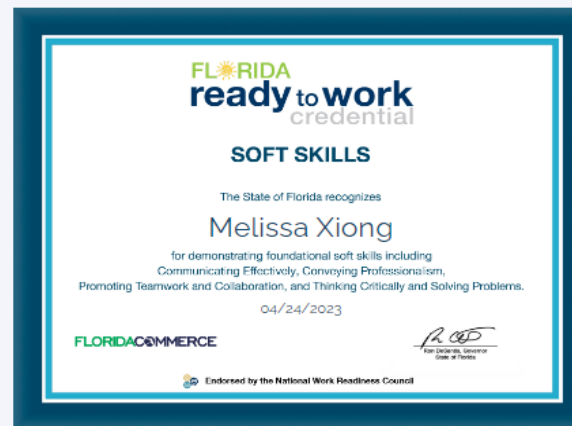 FLORIDA
ready to work
credential
SOFT SKILLS
The State of Florida recognizes
Melissa Xiong
for demonstrating foundational soft skills including
Communicating Effectively, Conveying Professionalism,
Promoting Teamwork and Collaboration, and Thinking Critically and Solving Problems.
04/24/2023
FLORIDACOMMERCE
Ron DeSantis, Governor
State of Florida
Endorsed by the National Work Readiness Council